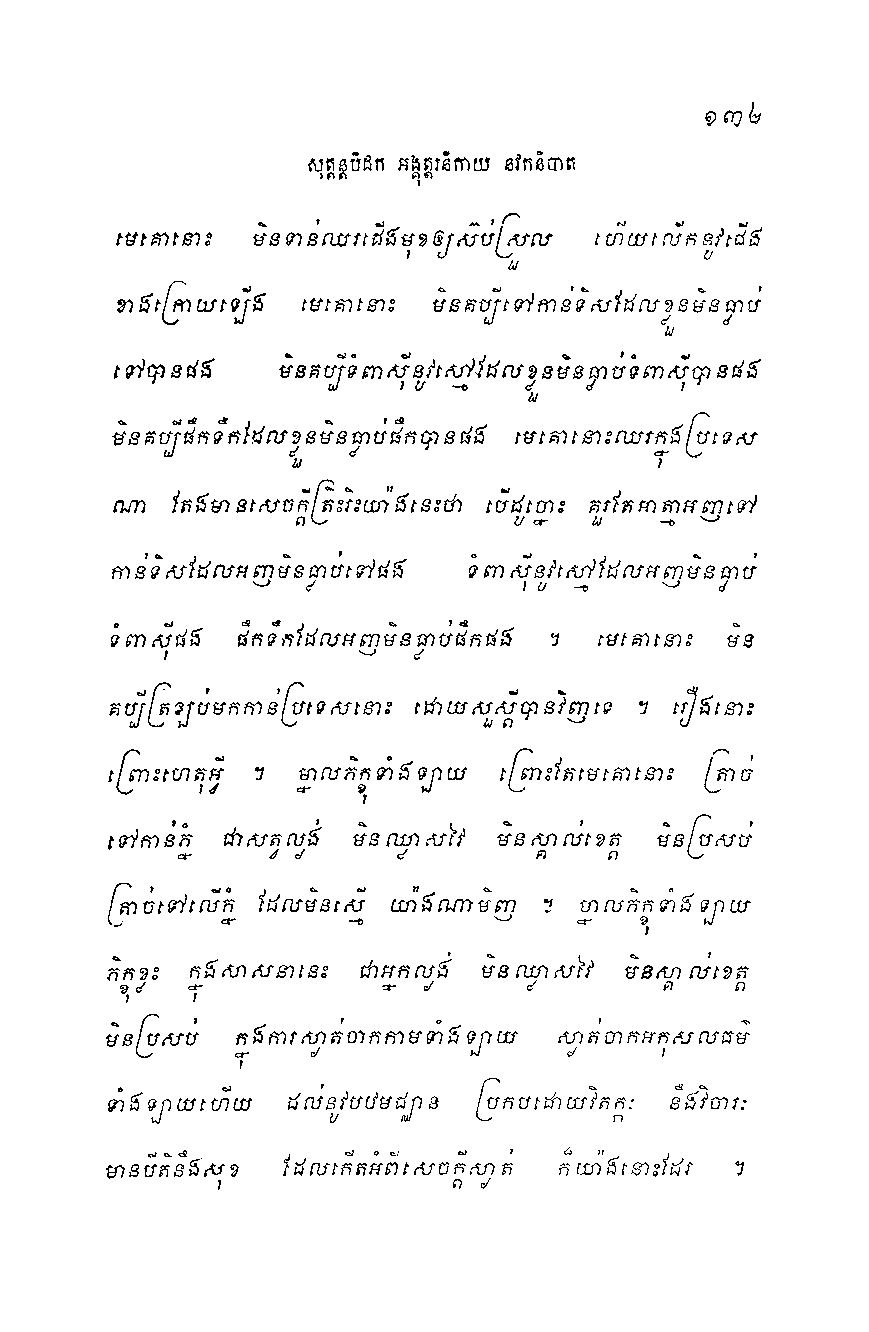 ១៣២
សុត្តន្តបិដក អង្គុត្តរនិកាយ នវកនិបាត
មេគោនោះ មិនទាន់ឈរជើងមុខឲ្យស៊ប់ស្រួល ហើយលើកនូវជើង
ខាងក្រោយឡើង មេគោនោះ មិនគប្បីទៅកាន់ទិសដែលខ្លួនមិនធ្លាប់
ទៅបានផង មិនគប្បីទំពាស៊ីនូវស្មៅដែលខ្លួនមិនធ្លាប់ទំពាស៊ីបានផង
មិនគប្បីផឹកទឹកដែលខ្លួនមិនធ្លាប់ផឹកបានផង មេគោនោះឈរក្នុងប្រទេស
ណា តែងមានសេចក្តីត្រិះរិះយ៉ាងនេះថា បើដូច្នោះ គួរតែអាត្មាអញទៅ
កាន់ទិសដែលអញមិនធ្លាប់ទៅផង ទំពាស៊ីនូវស្មៅដែលអញមិនធ្លាប់
ទំពាស៊ីផង ផឹកទឹកដែលអញមិនធ្លាប់ផឹកផង ។ មេគោនោះ មិន
គប្បីត្រឡប់មកកាន់ប្រទេសនោះ ដោយសួស្តីបានវិញទេ ។ រឿងនោះ
ព្រោះហេតុអ្វី ។ ម្នាលភិក្ខុទាំងឡាយ ព្រោះតែមេគោនោះ ត្រាច់
ទៅកាន់ភ្នំ ជាសត្វល្ងង់ មិនឈ្លាសវៃ មិនស្គាល់ខេត្ត មិនប្រសប់
ត្រាច់ទៅលើភ្នំ ដែលមិនស្មើ យ៉ាងណាមិញ ។ ម្នាលភិក្ខុទាំងឡាយ
ភិក្ខុខ្លះ ក្នុងសាសនានេះ ជាអ្នកល្ងង់ មិនឈ្លាសវៃ មិនស្គាល់ខេត្ត
មិនប្រសប់ ក្នុងការស្ងាត់ចាកកាមទាំងឡាយ ស្ងាត់ចាកអកុសលធម៌
ទាំងឡាយហើយ ដល់នូវបឋមជ្ឈាន ប្រកបដោយវិតក្កៈ នឹងវិចារៈ
មានបីតិនឹងសុខ ដែលកើតអំពីសេចក្តីស្ងាត់ ក៏យ៉ាងនោះដែរ ។